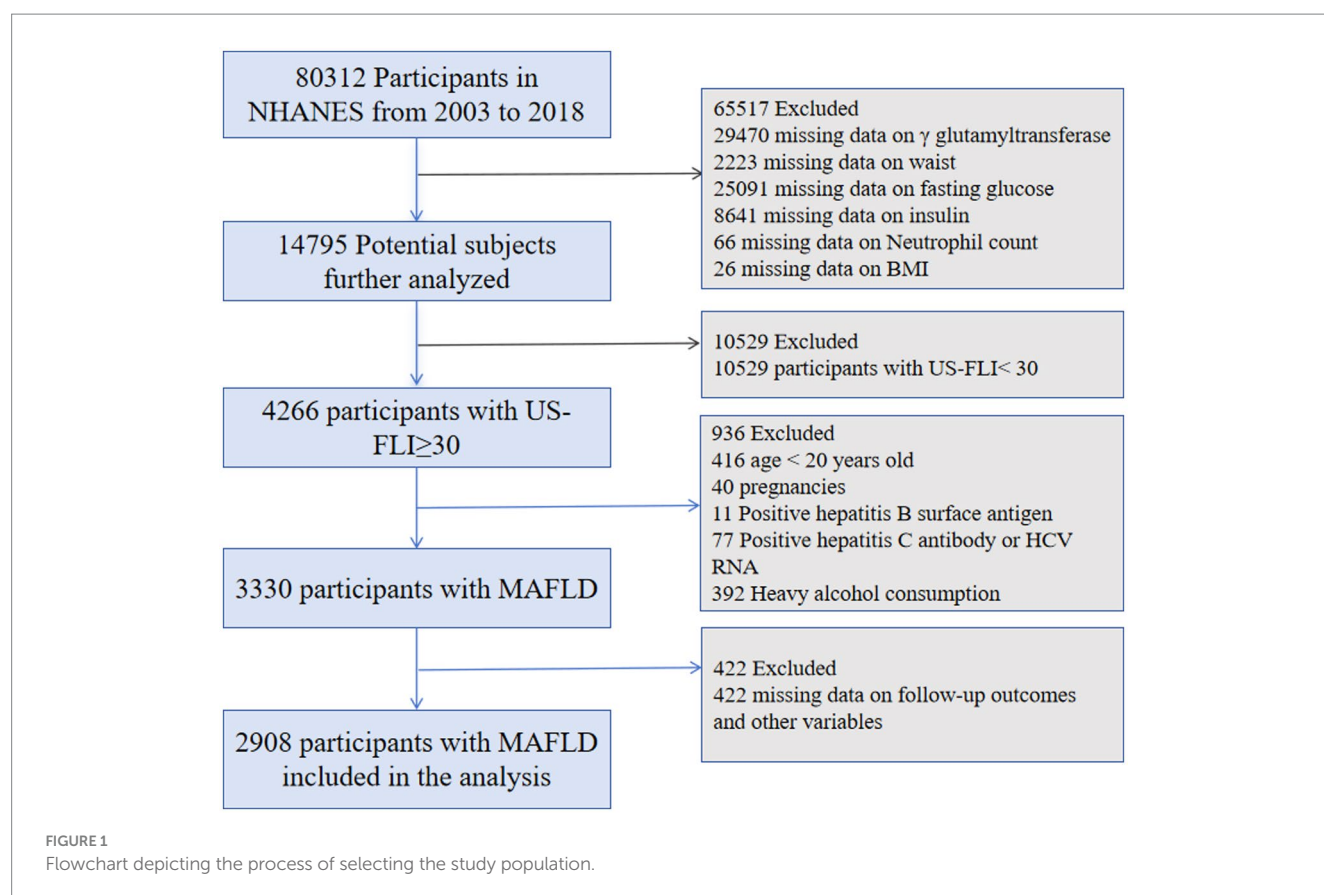 80312 Participants in
NHANES from 2003 to 2018
65517 Excluded
29470 missing data on γ glutamyltransferase
2223 missing data on waist
25091 missing data on fasting glucose
8641 missing data on insulin
66 missing data on Neutrophil count
26 missing data on BMI
14795 Potential subjects
further analyzed
10529 Excluded
10529 participants with US-FLI< 30
4266 participants with US-
FLI≥30
936 Excluded
416 age < 20 years old
40 pregnancies
11 Positive hepatitis B surface antigen
77 Positive hepatitis C antibody or HCV
RNA
392 Heavy alcohol consumption
3330 participants with MAFLD
422 Excluded
422 missing data on follow-up outcomes
and other variables
2908 participants with MAFLD
included in the analysis
FIGURE 1
Flowchart depicting the process of selecting the study population.